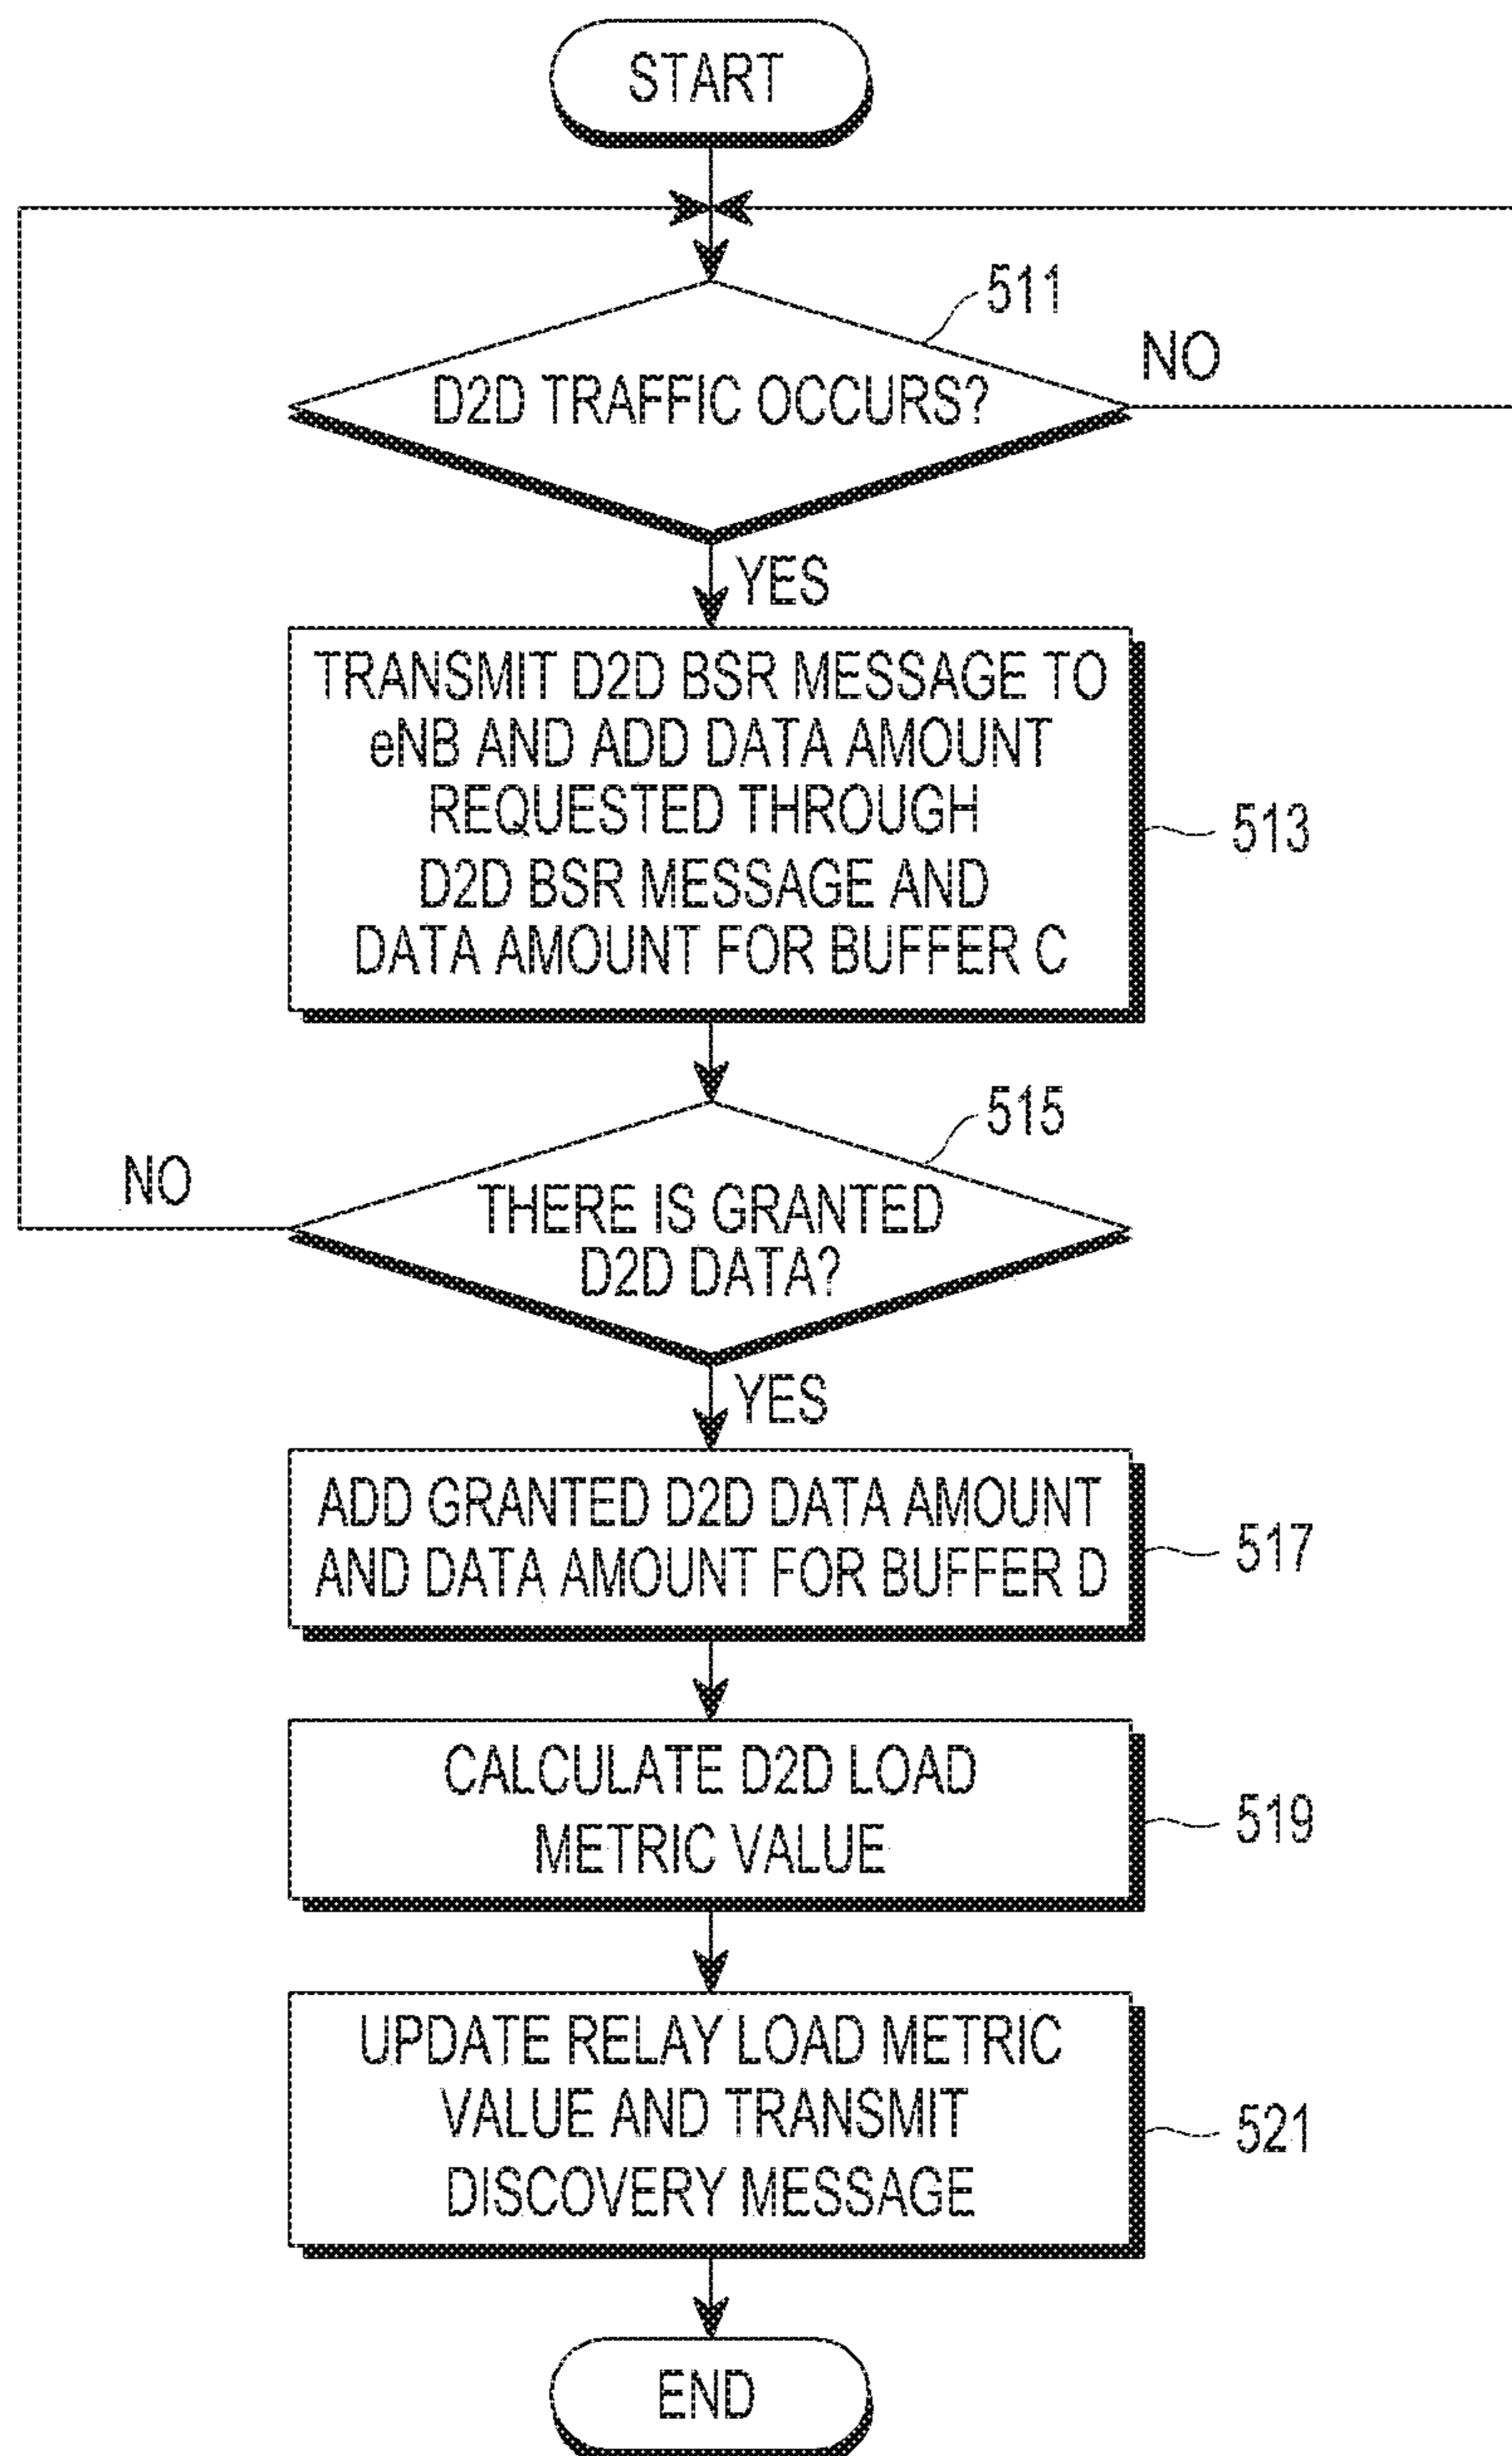 START
511
D2D TRAFFIC OCCURS?
NO
YES
TRANSMIT D2D BSR MESSAGE TO
eNB AND ADD DATA AMOUNT
REQUESTED THROUGH
D2D BSR MESSAGE AND
DATA AMOUNT FOR BUFFER C
513
515
NO
THERE IS GRANTED
D2D DATA?
YES
ADD GRANTED D2D DATA AMOUNT
AND DATA AMOUNT FOR BUFFER D
517
CALCULATE D2D LOAD
METRIC VALUE
519
UPDATE RELAY LOAD METRIC
VALUE AND TRANSMIT
DISCOVERY MESSAGE
521
END